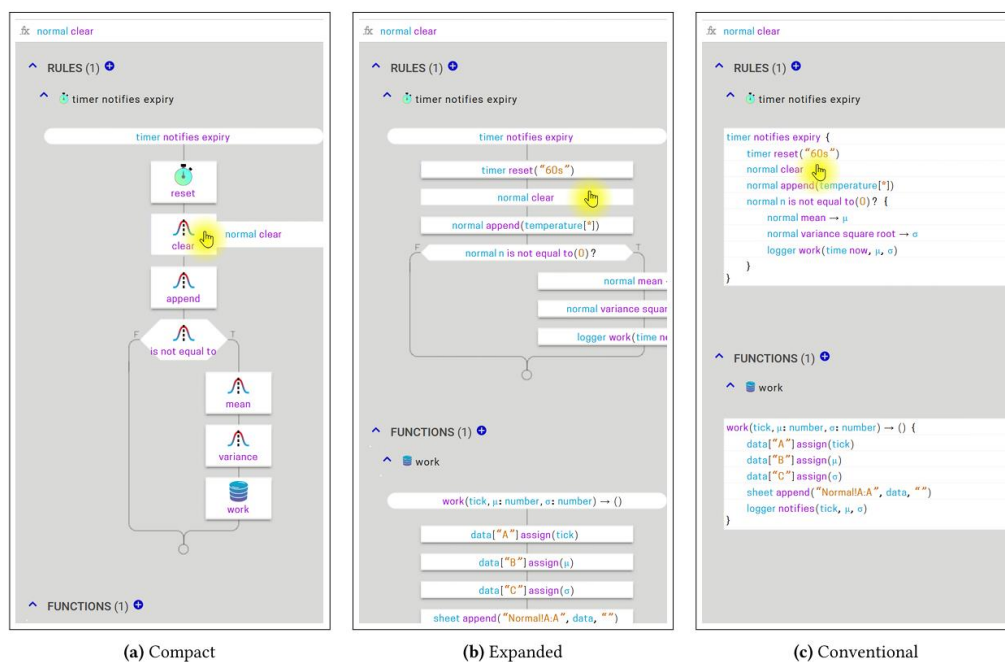 fx normal clear
RULES (1)
timer notifies expiry
timer notifies expiry
reset
clear
normal clear
append
F
T
is not equal to
mean
variance
work
FUNCTIONS (1)
(a) Compact
fx normal clear
RULES (1)
timer notifies expiry
timer notifies expiry
timer reset("60s")
normal clear
normal append(temperature[*])
F
normal n is not equal to(0)?
T
normal mean
normal variance squar
logger work(time n
FUNCTIONS (1)
work
work(tick, μ: number, σ: number) → ()
data["A"] assign(tick)
data["B"] assign(μ)
data["C"] assign(σ)
sheet append("Normal!A:A", data, "")
(b) Expanded
fx normal clear
RULES (1)
timer notifies expiry
timer notifies expiry {
timer reset("60s")
normal clear
normal append(temperature[*])
normal n is not equal to(0)? {
normal mean → μ
normal variance square root → σ
logger work(time now, μ, σ)
}
}
FUNCTIONS (1)
work
work(tick, μ: number, σ: number) → () {
data["A"] assign(tick)
data["B"] assign(μ)
data["C"] assign(σ)
sheet append("Normal!A:A", data, "")
logger notifies(tick, μ, σ)
}
(c) Conventional